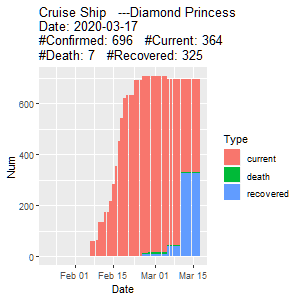 Cruise Ship ---Diamond Princess
Date: 2020-03-17
#Confirmed: 696 #Current: 364
#Death: 7 #Recovered: 325
Num
600
400
200
0
Feb 01 Feb 15 Mar 01 Mar 15
Date
Type
current
death
recovered